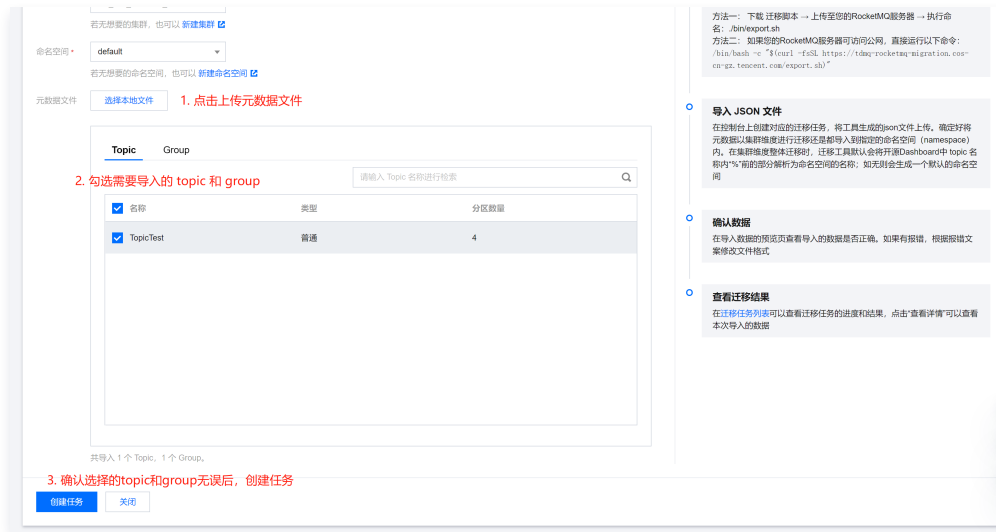 若无想要的集群，也可以 新建集群
命名空间 * default
若无想要的命名空间，也可以 新建命名空间
元数据文件 选择本地文件 1. 点击上传元数据文件
Topic Group
2. 勾选需要导入的 topic 和 group
请输入 Topic 名称进行检索
名称 类型 分区数量
TopicTest 普通 4
共导入 1 个 Topic，1 个 Group。
3. 确认选择的topic和group无误后，创建任务
创建任务 关闭
方法一： 下载 迁移脚本 → 上传至您的RocketMQ服务器 → 执行命
名：./bin/export.sh
方法二： 如果您的RocketMQ服务器可访问公网，直接运行以下命令：
/bin/bash -c "$(curl -fsSL https://tdmq-rocketmq-migration.cos-
cn-gz.tencent.com/export.sh)"
导入 JSON 文件
在控制台上创建对应的迁移任务，将工具生成的json文件上传。确定好将
元数据以集群维度进行迁移还是都导入到指定的命名空间（namespace）
内。在集群维度整体迁移时，迁移工具默认会将开源Dashboard中 topic 名
称内“%”前的部分解析为命名空间的名称；如无则会生成一个默认的命名空
间
确认数据
在导入数据的预览页查看导入的数据是否正确。如果有报错，根据报错文
案修改文件格式
查看迁移结果
在迁移任务列表可以查看迁移任务的进度和结果，点击“查看详情”可以查看
本次导入的数据